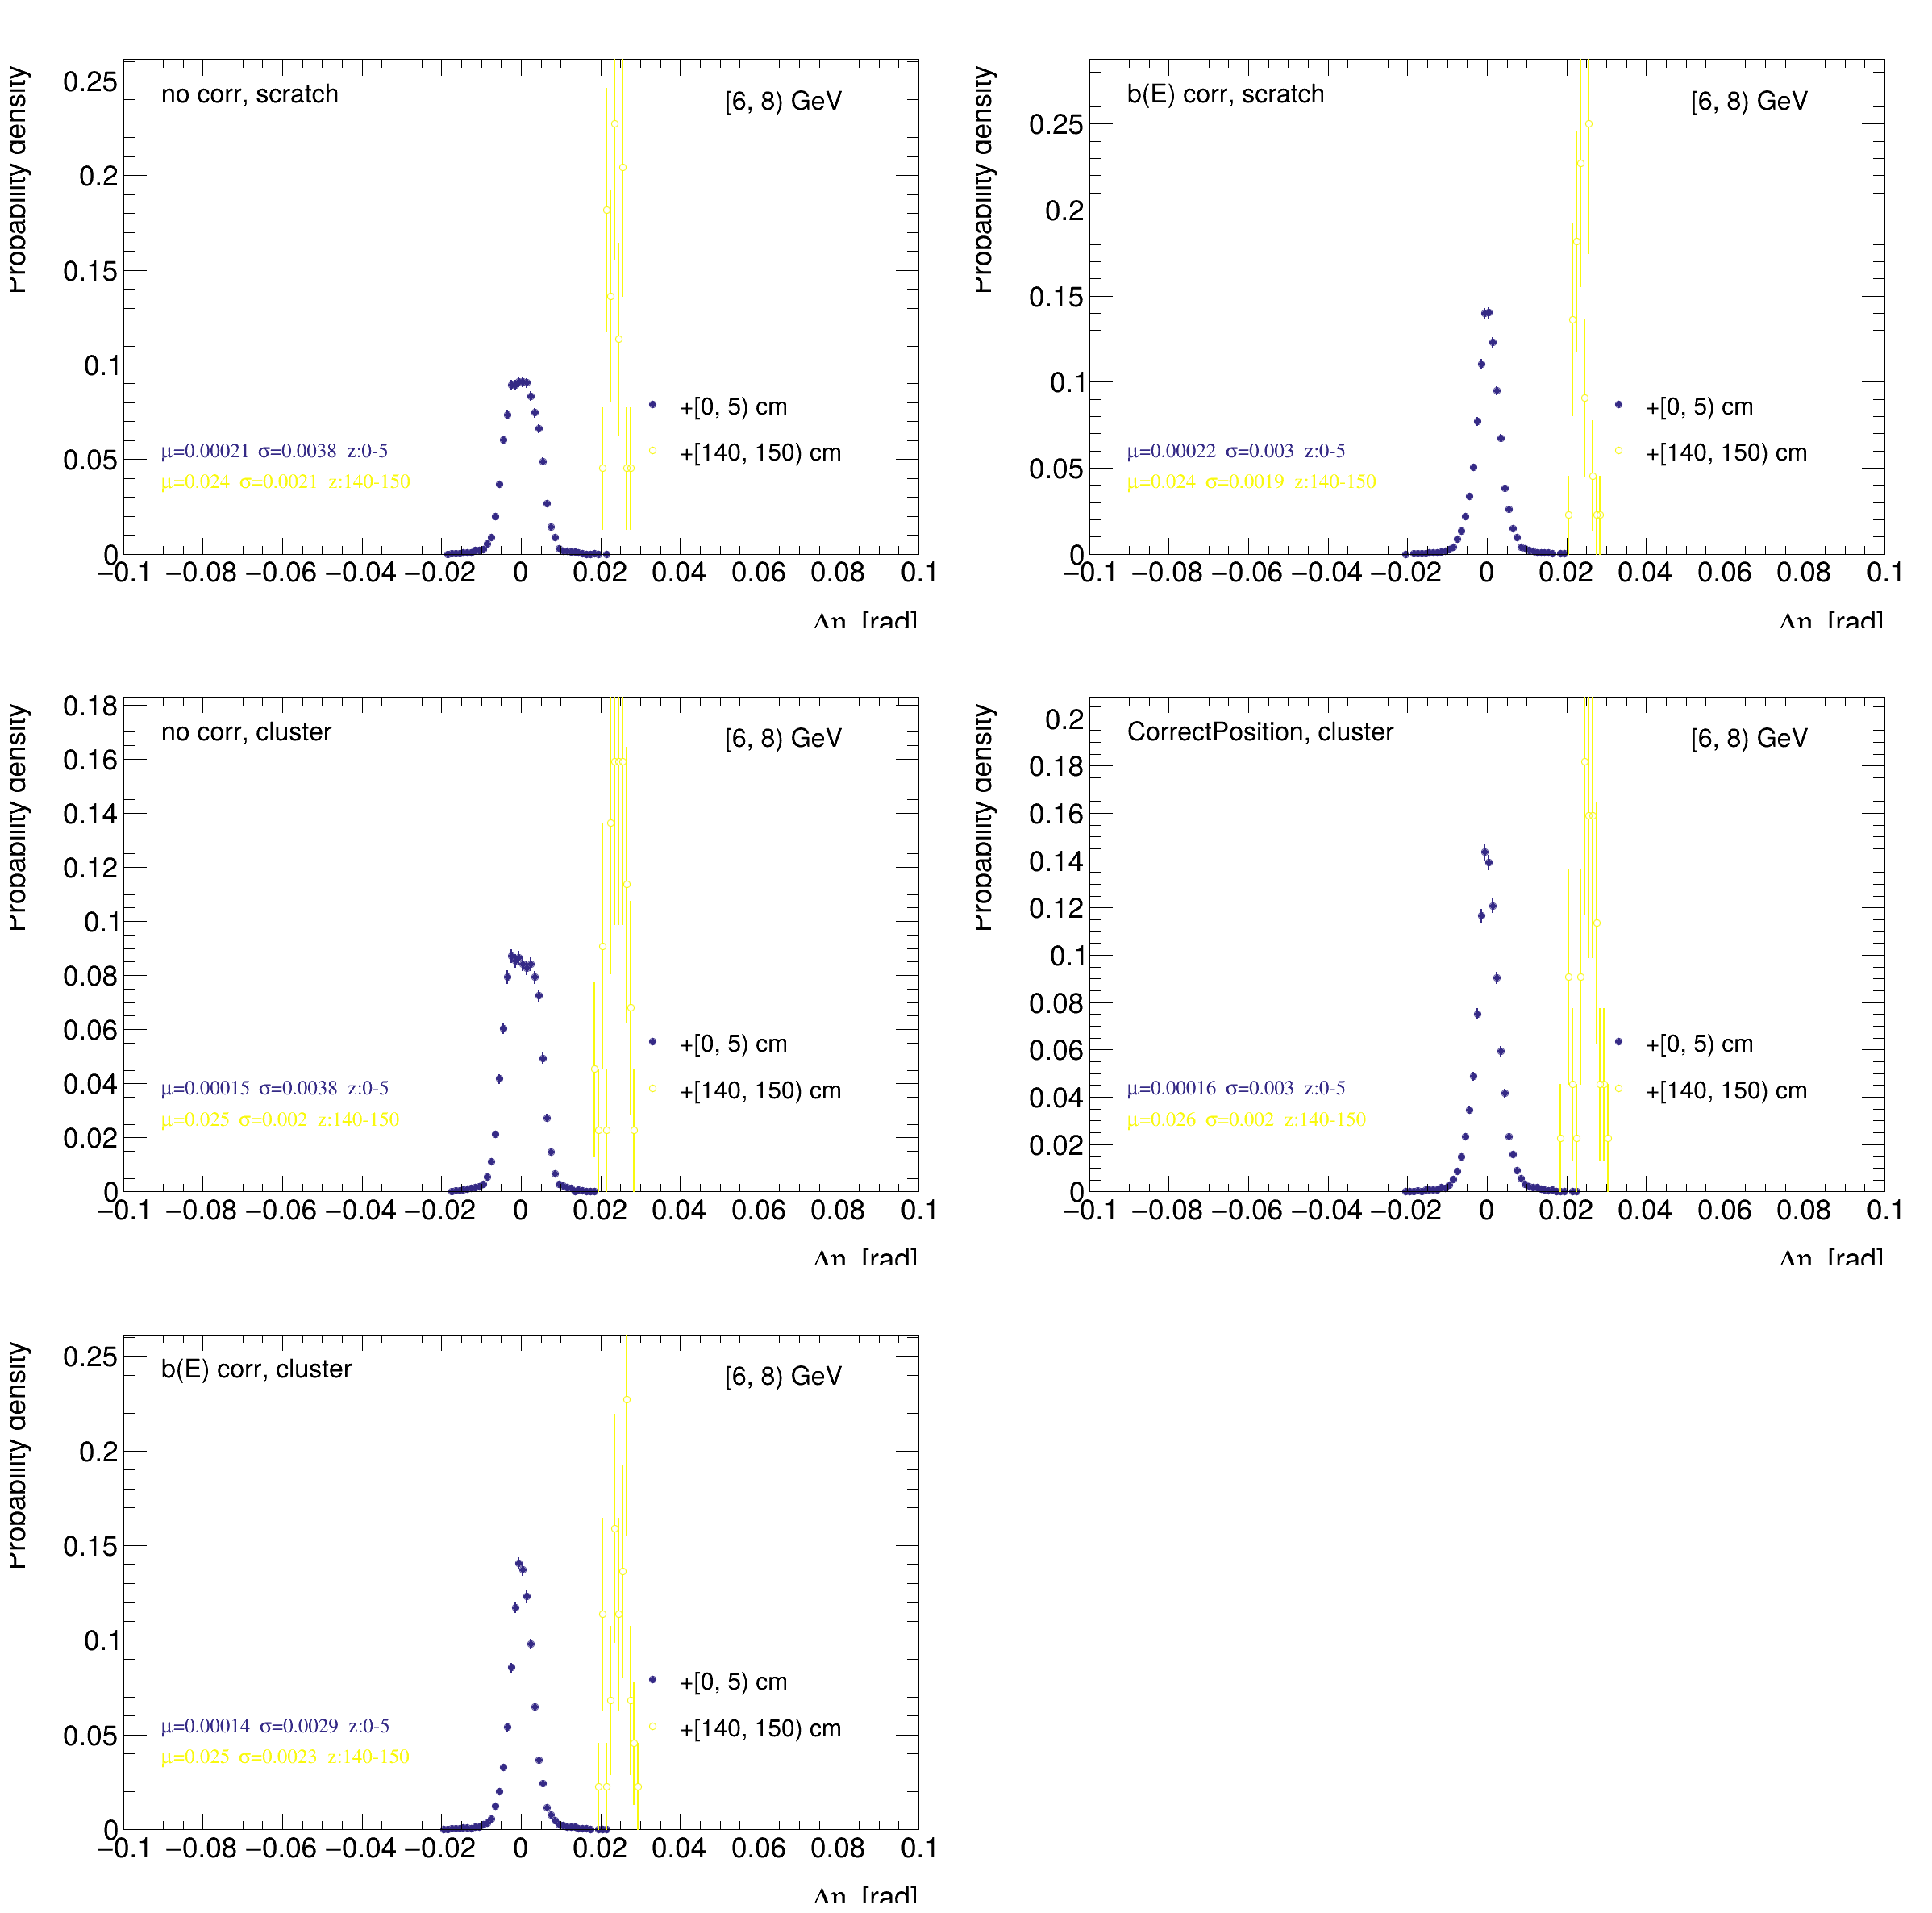 Probability density
0.25
0.2
0.15
0.1
0.05
0
no corr, scratch
[6, 8) GeV
+[0, 5) cm
+[140, 150) cm
μ=0.00021 σ=0.0038 z:0-5
μ=0.024 σ=0.0021 z:140-150
−0.1 −0.08 −0.06 −0.04 −0.02 0 0.02 0.04 0.06 0.08 0.1
Δη [rad]
Probability density
0.25
0.2
0.15
0.1
0.05
0
b(E) corr, scratch
[6, 8) GeV
+[0, 5) cm
+[140, 150) cm
μ=0.00022 σ=0.003 z:0-5
μ=0.024 σ=0.0019 z:140-150
−0.1 −0.08 −0.06 −0.04 −0.02 0 0.02 0.04 0.06 0.08 0.1
Δη [rad]
Probability density
0.18
0.16
0.14
0.12
0.1
0.08
0.06
0.04
0.02
0
no corr, cluster
[6, 8) GeV
+[0, 5) cm
+[140, 150) cm
μ=0.00015 σ=0.0038 z:0-5
μ=0.025 σ=0.002 z:140-150
−0.1 −0.08 −0.06 −0.04 −0.02 0 0.02 0.04 0.06 0.08 0.1
Δη [rad]
Probability density
0.2
0.18
0.16
0.14
0.12
0.1
0.08
0.06
0.04
0.02
0
CorrectPosition, cluster
[6, 8) GeV
+[0, 5) cm
+[140, 150) cm
μ=0.00016 σ=0.003 z:0-5
μ=0.026 σ=0.002 z:140-150
−0.1 −0.08 −0.06 −0.04 −0.02 0 0.02 0.04 0.06 0.08 0.1
Δη [rad]
Probability density
0.25
0.2
0.15
0.1
0.05
0
b(E) corr, cluster
[6, 8) GeV
+[0, 5) cm
+[140, 150) cm
μ=0.00014 σ=0.0029 z:0-5
μ=0.025 σ=0.0023 z:140-150
−0.1 −0.08 −0.06 −0.04 −0.02 0 0.02 0.04 0.06 0.08 0.1
Δη [rad]